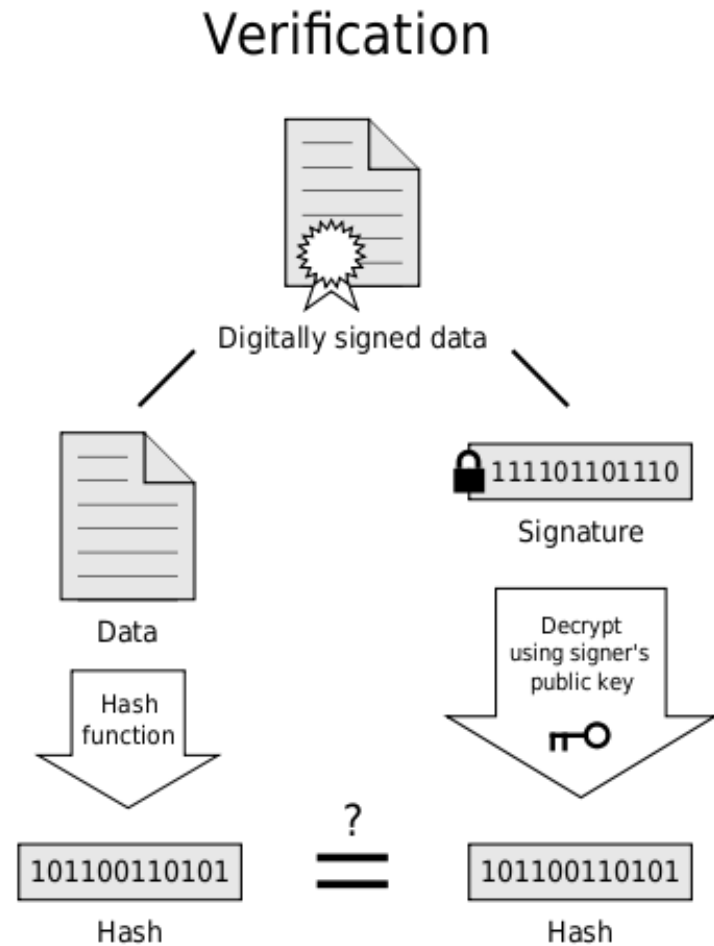 Verification
Digitally signed data
111101101110
Signature
Data
Decrypt
using signer's
public key
Hash
function
?
=
101100110101
101100110101
Hash
Hash